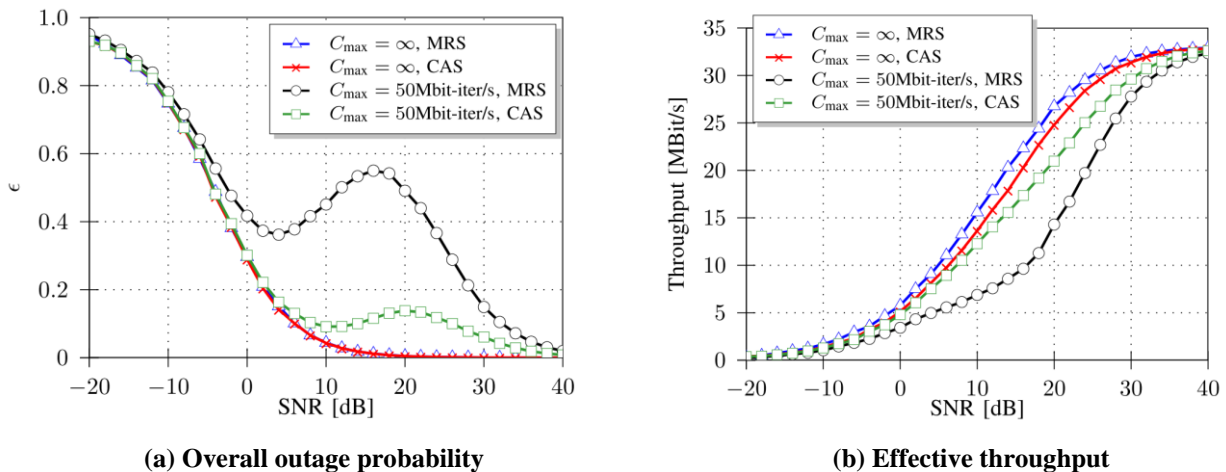 1.0
0.8
0.6
0.4
0.2
0
ϵ
−20
−10
0
10
20
30
40
SNR [dB]
C_max = ∞, MRS
C_max = ∞, CAS
C_max = 50Mbit-iter/s, MRS
C_max = 50Mbit-iter/s, CAS
(a) Overall outage probability
35
30
25
20
15
10
5
0
Throughput [MBit/s]
−20
−10
0
10
20
30
40
SNR [dB]
C_max = ∞, MRS
C_max = ∞, CAS
C_max = 50Mbit-iter/s, MRS
C_max = 50Mbit-iter/s, CAS
(b) Effective throughput